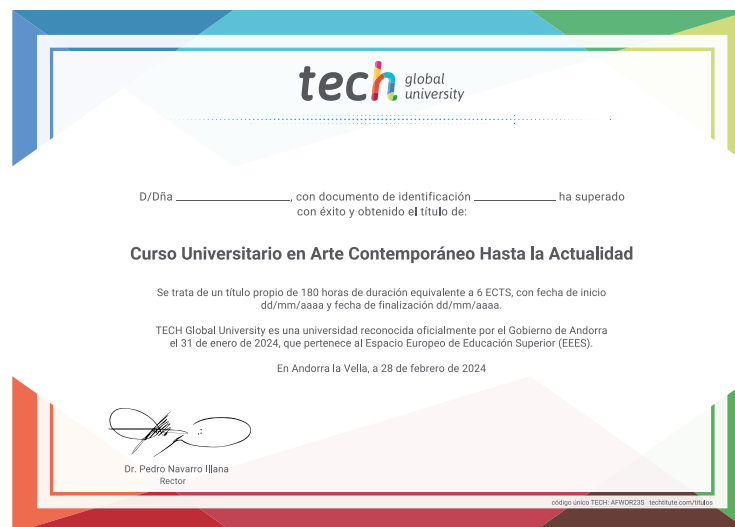 tech global university
D/Dña ____________, con documento de identificación ____________ ha superado
con éxito y obtenido el título de:
Curso Universitario en Arte Contemporáneo Hasta la Actualidad
Se trata de un título propio de 180 horas de duración equivalente a 6 ECTS, con fecha de inicio
dd/mm/aaaa y fecha de finalización dd/mm/aaaa.
TECH Global University es una universidad reconocida oficialmente por el Gobierno de Andorra
el 31 de enero de 2024, que pertenece al Espacio Europeo de Educación Superior (EEES).
En Andorra la Vella, a 28 de febrero de 2024
Dr. Pedro Navarro Illana
Rector
código único TECH: AFWOR23S techtitute.com/titulos